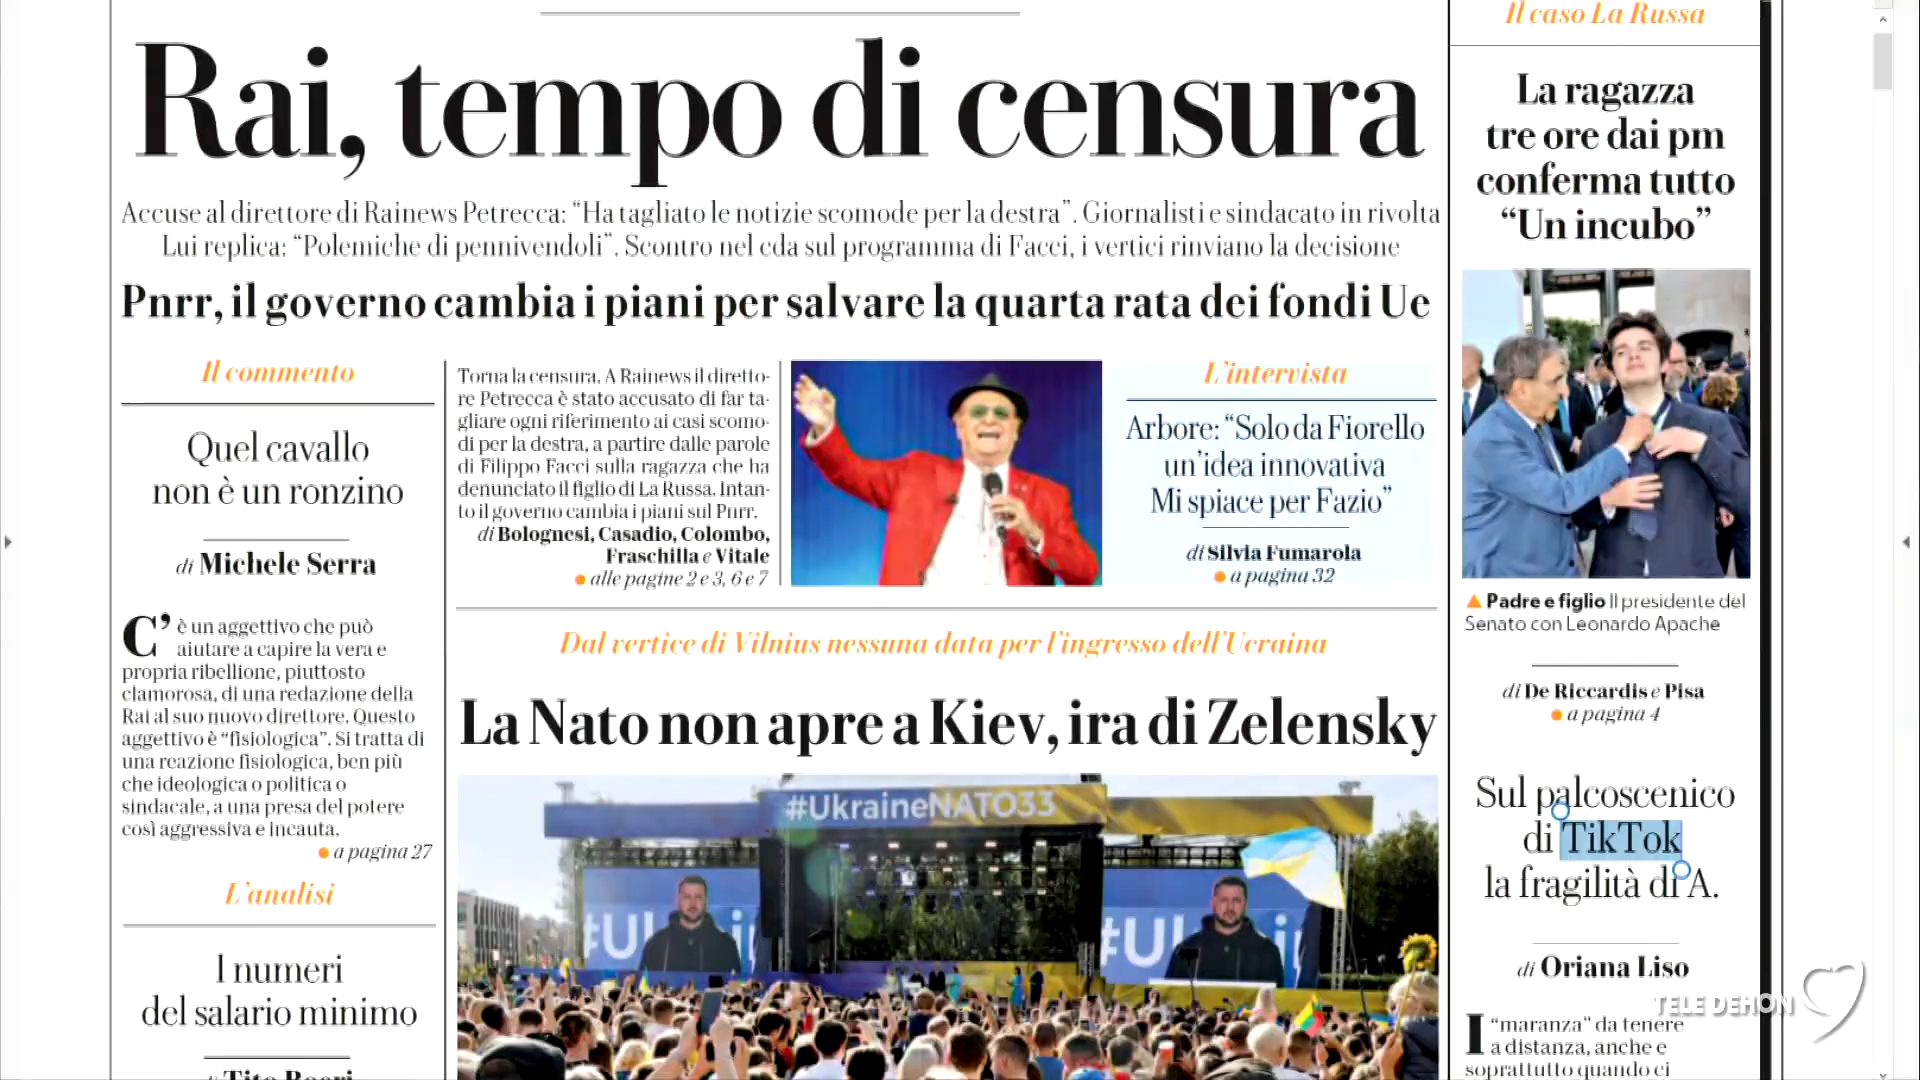 Rai, tempo di censura
Accuse al direttore di Rainews Petrecca: “Ha tagliato le notizie scomode per la destra”. Giornalisti e sindacato in rivolta
Lui replica: “Polemiche di pennivendoli”. Scontro nel cda sul programma di Facci, i vertici rinviano la decisione
Pnrr, il governo cambia i piani per salvare la quarta rata dei fondi Ue
Il commento
Quel cavallo
non è un ronzino
di Michele Serra
C’è un aggettivo che può
aiutare a capire la vera e
propria ribellione, piuttosto
clamorosa, di una redazione della
Rai al suo nuovo direttore. Questo
aggettivo è “fisiologica”. Si tratta di
una reazione fisiologica, ben più
che ideologica o politica o
sindacale, a una presa del potere
così aggressiva e incauta.
a pagina 27
L’analisi
I numeri
del salario minimo
di Tito Boeri
Torna la censura. A Rainews il diretto-
re Petrecca è stato accusato di far ta-
gliare ogni riferimento ai casi scomo-
di per la destra, a partire dalle parole
di Filippo Facci sulla ragazza che ha
denunciato il figlio di La Russa. Intan-
to il governo cambia i piani sul Pnrr.
di Bolognesi, Casadio, Colombo,
Fraschilla e Vitale
alle pagine 2 e 3, 6 e 7
L’intervista
Arbore: “Solo da Fiorello
un’idea innovativa
Mi spiace per Fazio”
di Silvia Fumarola
a pagina 32
Dal vertice di Vilnius nessuna data per l’ingresso dell’Ucraina
La Nato non apre a Kiev, ira di Zelensky
#UkraineNATO33
Il caso La Russa
La ragazza
tre ore dai pm
conferma tutto
“Un incubo”
Padre e figlio Il presidente del
Senato con Leonardo Apache
di De Riccardis e Pisa
a pagina 4
Sul palcoscenico
di TikTok
la fragilità di A.
di Oriana Liso
I “maranza” da tenere
a distanza, anche e
soprattutto quando ci
TELE DEHON